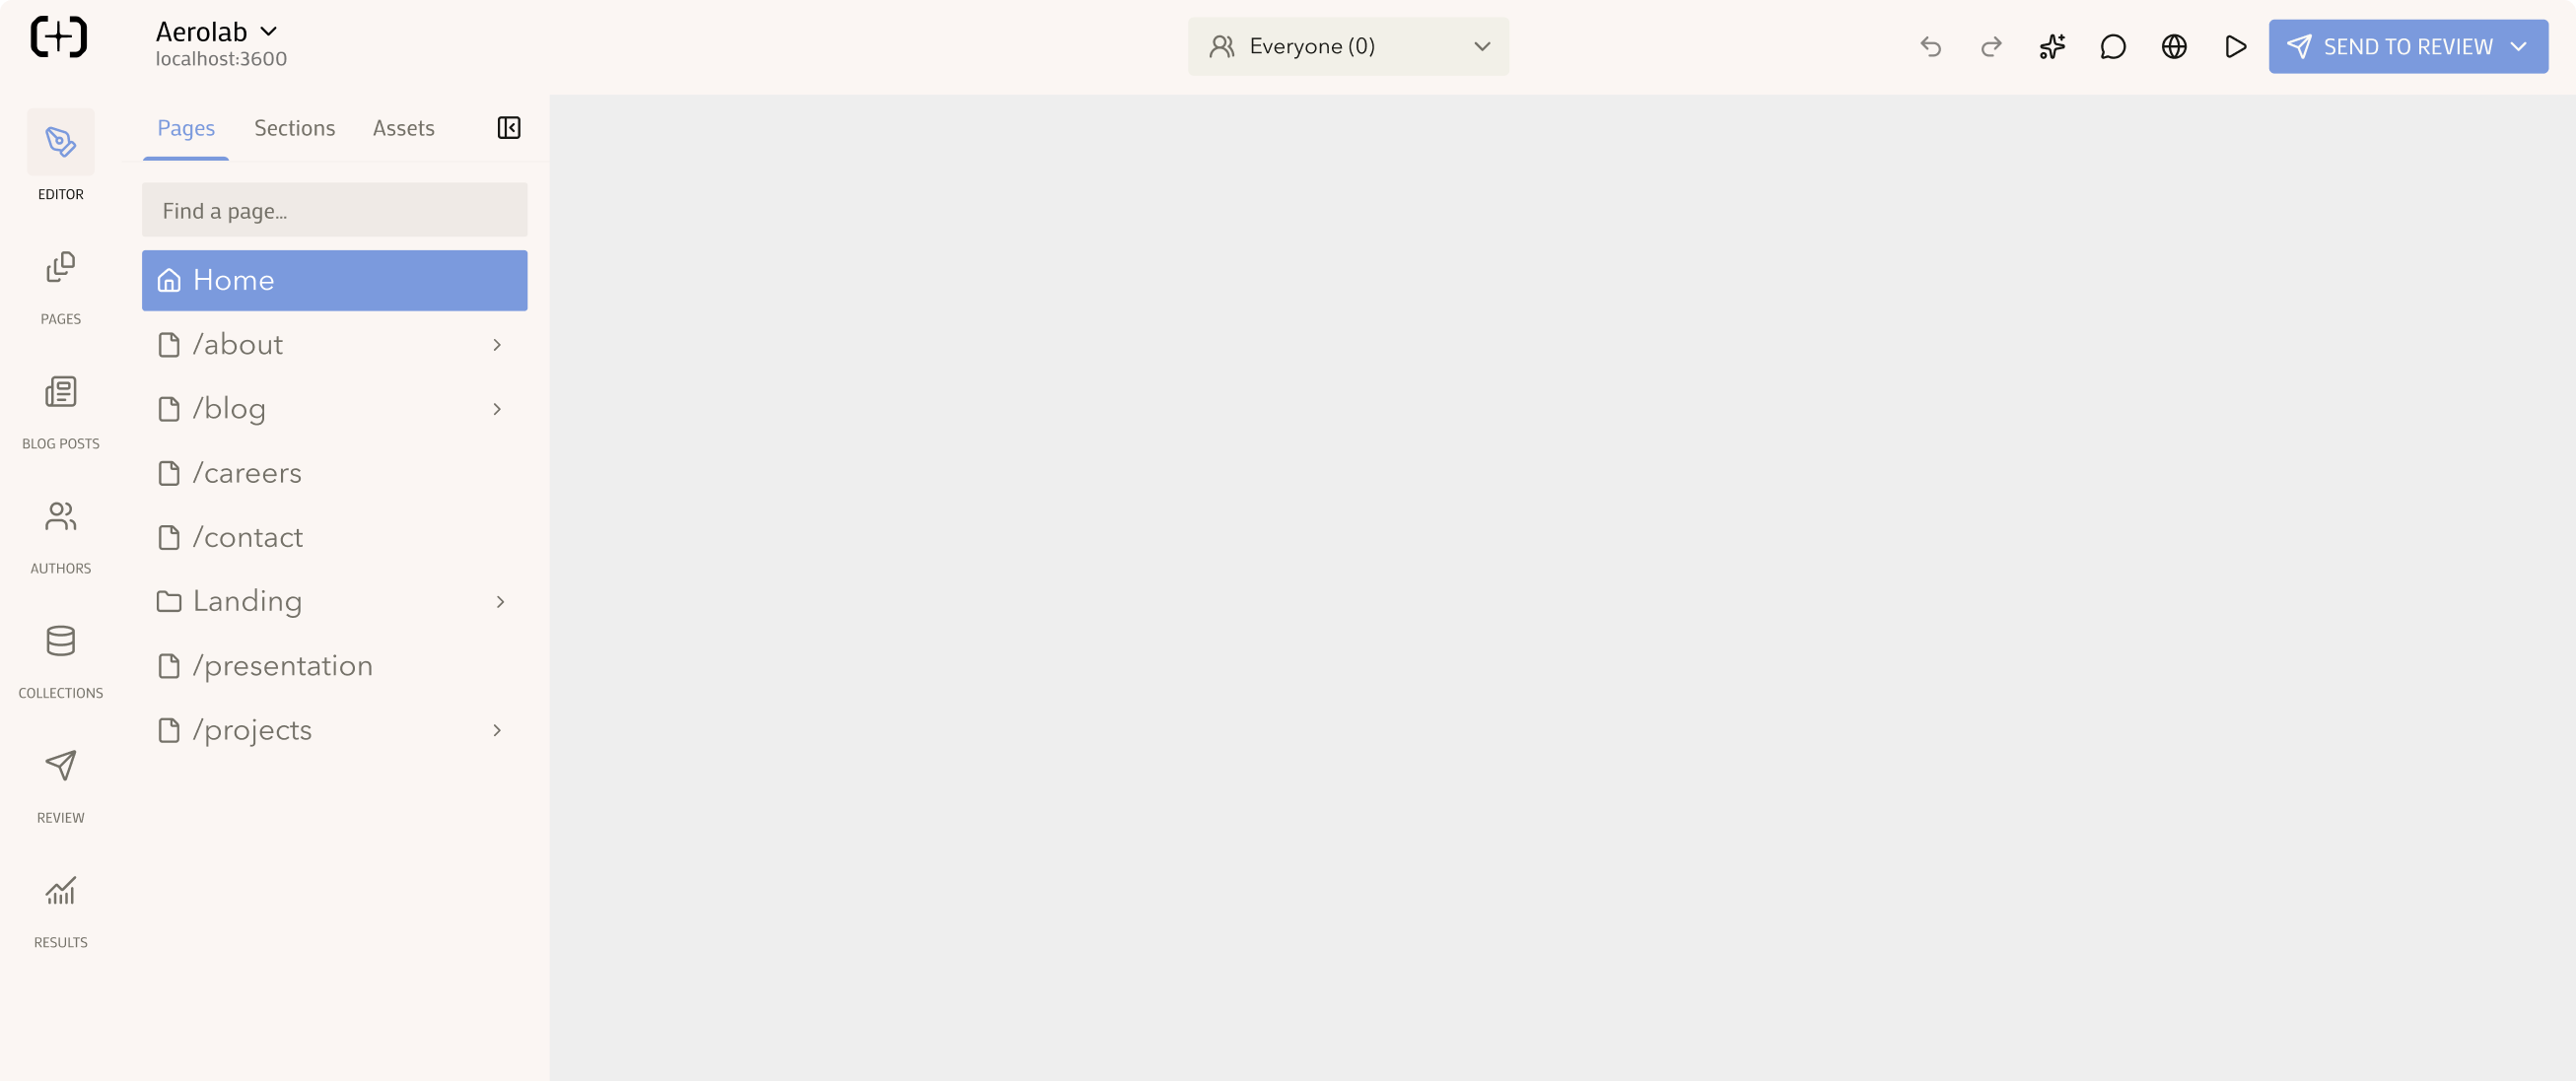 Aerolab
localhost:3600
Everyone (0)
SEND TO REVIEW
EDITOR
PAGES
BLOG POSTS
AUTHORS
COLLECTIONS
REVIEW
RESULTS
Pages Sections Assets
Find a page...
Home
/about
/blog
/careers
/contact
Landing
/presentation
/projects